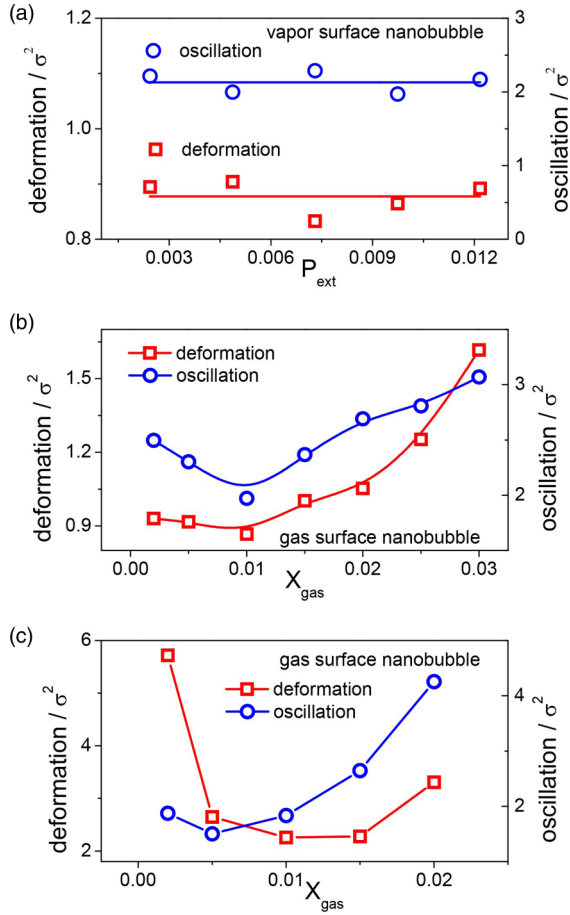 (a)
1.2
1.0
0.8
deformation / σ²
oscillation
vapor surface nanobubble
deformation
3
2
1
0
oscillation / σ²
0.003
0.006
0.009
0.012
P_ext
(b)
1.5
1.2
0.9
deformation / σ²
deformation
oscillation
gas surface nanobubble
3
2
oscillation / σ²
0.00
0.01
0.02
0.03
X_gas
(c)
6
4
2
deformation / σ²
gas surface nanobubble
deformation
oscillation
4
2
oscillation / σ²
0.00
0.01
0.02
X_gas